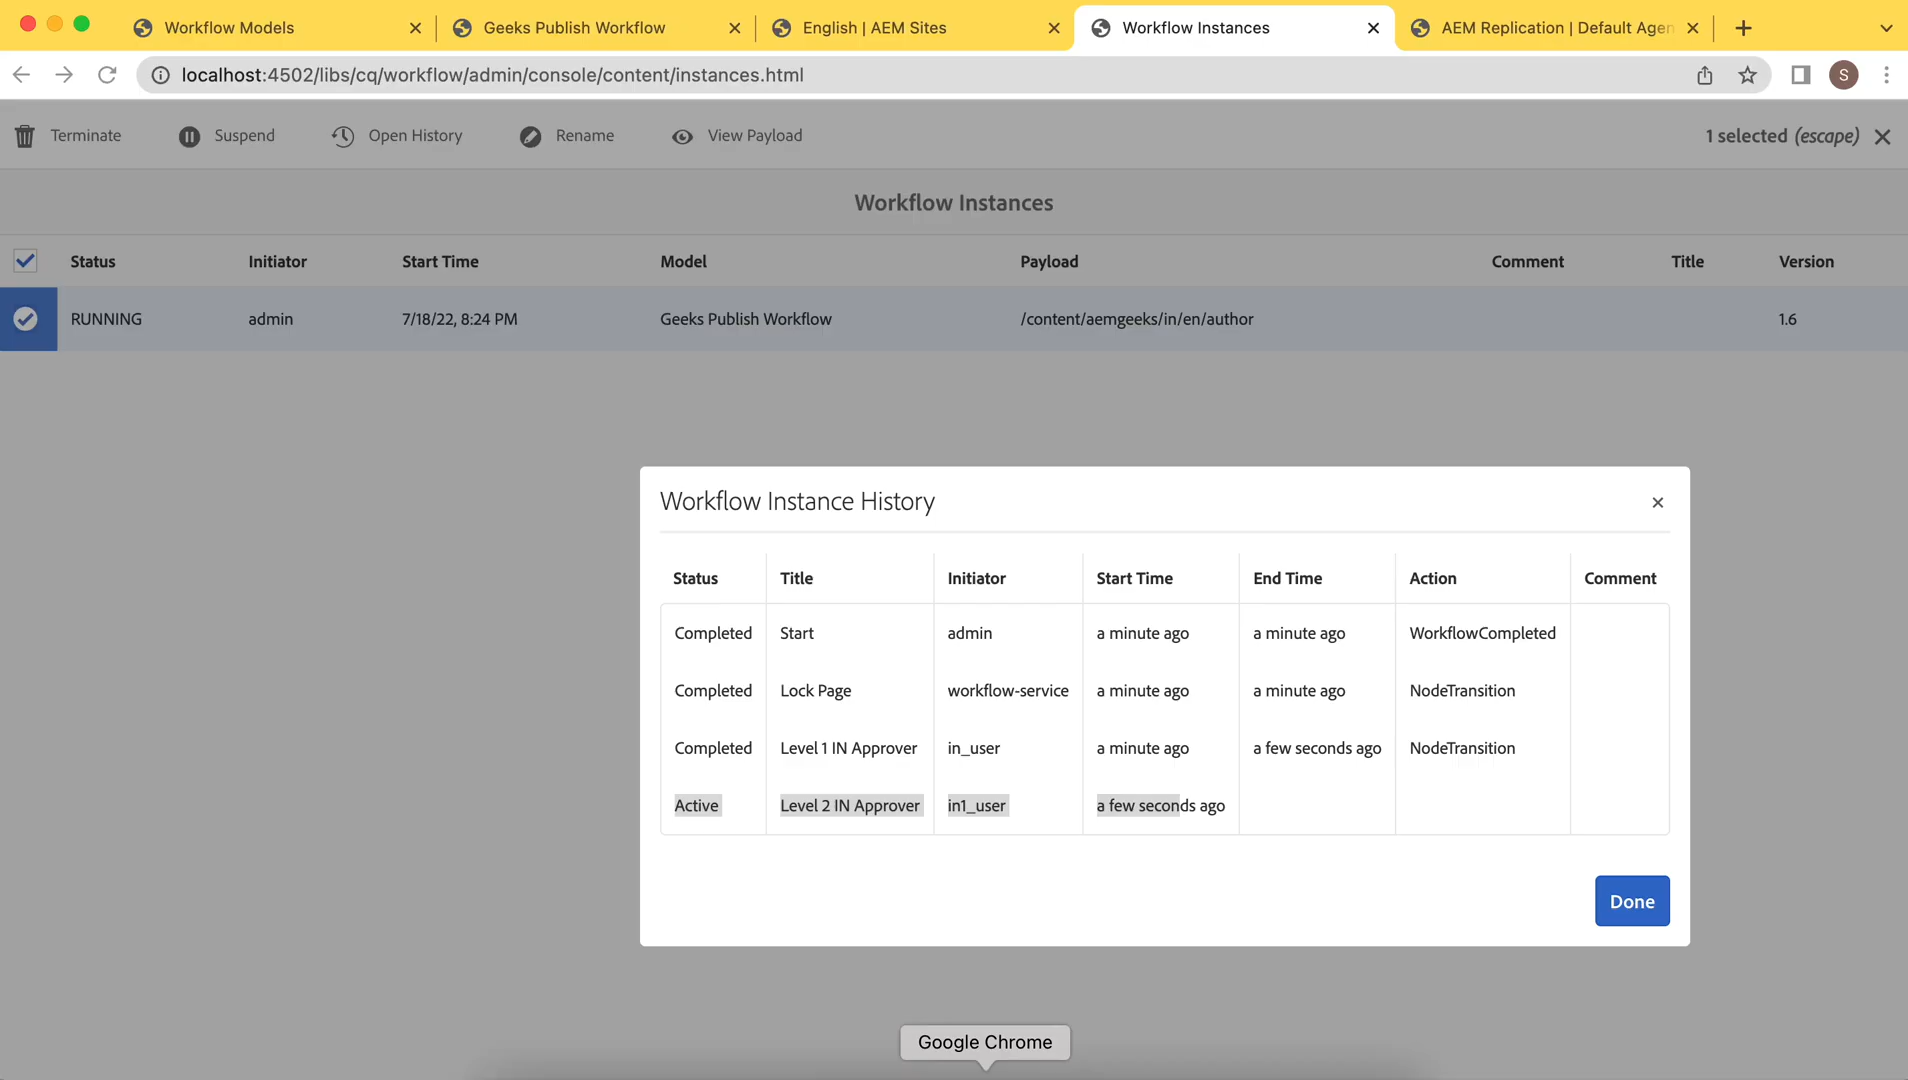 Workflow Models
Geeks Publish Workflow
English | AEM Sites
Workflow Instances
AEM Replication | Default Agen
localhost:4502/libs/cq/workflow/admin/console/content/instances.html
S
Terminate
Suspend
Open History
Rename
View Payload
1 selected (escape)
Workflow Instances
Status Initiator Start Time Model Payload Comment Title Version
RUNNING admin 7/18/22, 8:24 PM Geeks Publish Workflow /content/aemgeeks/in/en/author 1.6
Workflow Instance History
Status Title Initiator Start Time End Time Action Comment
Completed Start admin a minute ago a minute ago WorkflowCompleted
Completed Lock Page workflow-service a minute ago a minute ago NodeTransition
Completed Level 1 IN Approver in_user a minute ago a few seconds ago NodeTransition
Active Level 2 IN Approver in1_user a few seconds ago
Done
Google Chrome